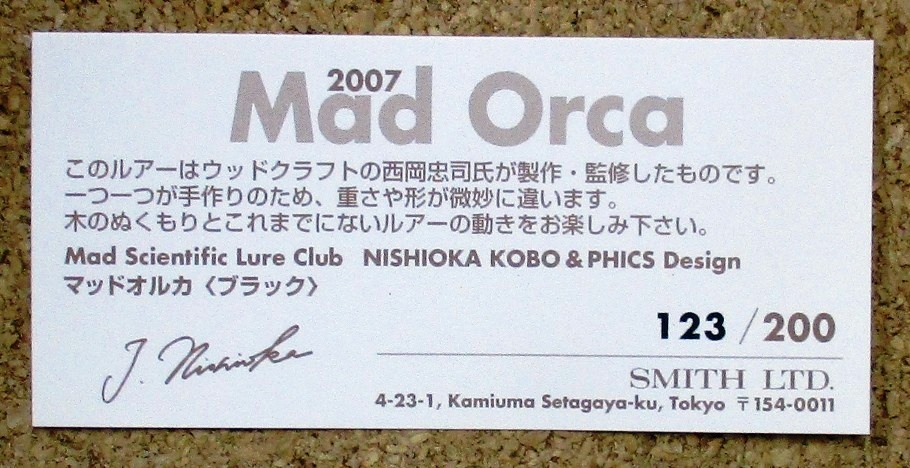 2007
Mad Orca
このルアーはウッドクラフトの西岡忠司氏が製作・監修したものです。
一つ一つが手作りのため、重さや形が微妙に違います。
木のぬくもりとこれまでにないルアーの動きをお楽しみ下さい。
Mad Scientific Lure Club NISHIOKA KOBO & PHICS Design
マッドオルカ〈ブラック〉
123 / 200
J. Nishioka
SMITH LTD.
4-23-1, Kamiuma Setagaya-ku, Tokyo 〒154-0011